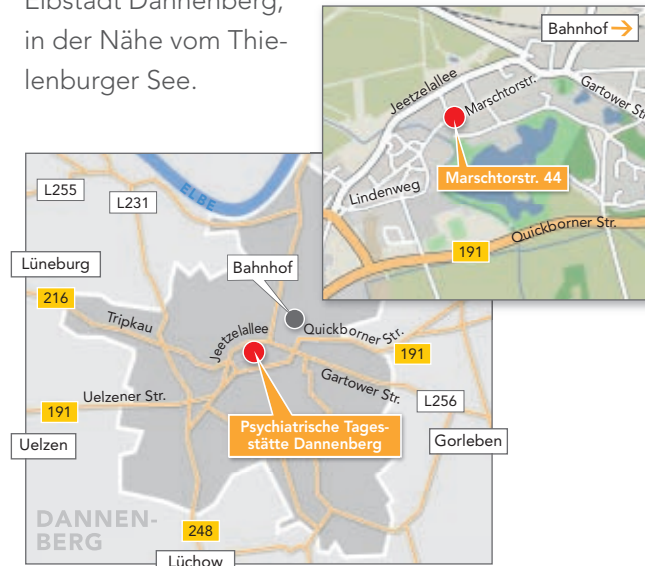 Elbstadt Dannenberg,
in der Nähe vom Thie-
lenburger See.
Bahnhof
Jeetzelallee
Marschtorstr.
Gartower Str.
Marschtorstr. 44
Lindenweg
Quickborner Str.
191
ELBE
L255
L231
Lüneburg
216
Bahnhof
Tripkau
Jeetzelallee
Quickborner Str.
191
Gartower Str.
Uelzener Str.
L256
191
Psychiatrische Tages-
stätte Dannenberg
Uelzen
Gorleben
DANNEN-
BERG
248
Lüchow